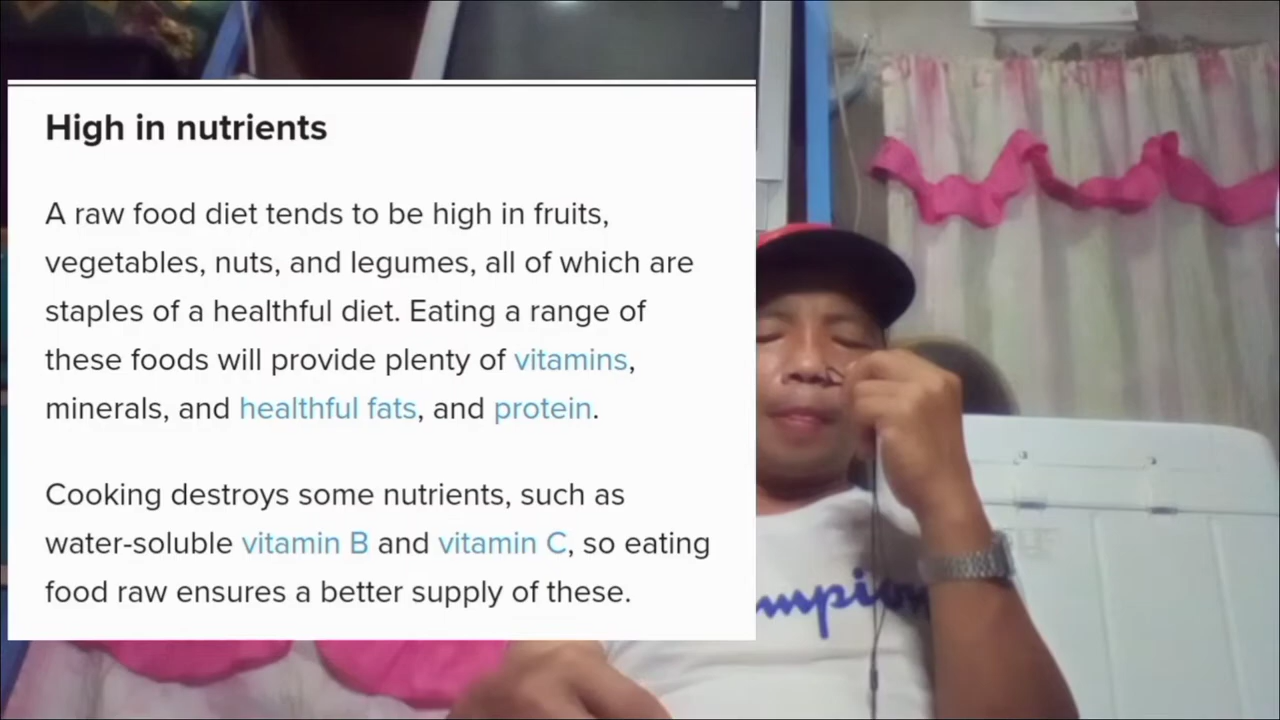 High in nutrients
A raw food diet tends to be high in fruits,
vegetables, nuts, and legumes, all of which are
staples of a healthful diet. Eating a range of
these foods will provide plenty of vitamins,
minerals, and healthful fats, and protein.
Cooking destroys some nutrients, such as
water-soluble vitamin B and vitamin C, so eating
food raw ensures a better supply of these.